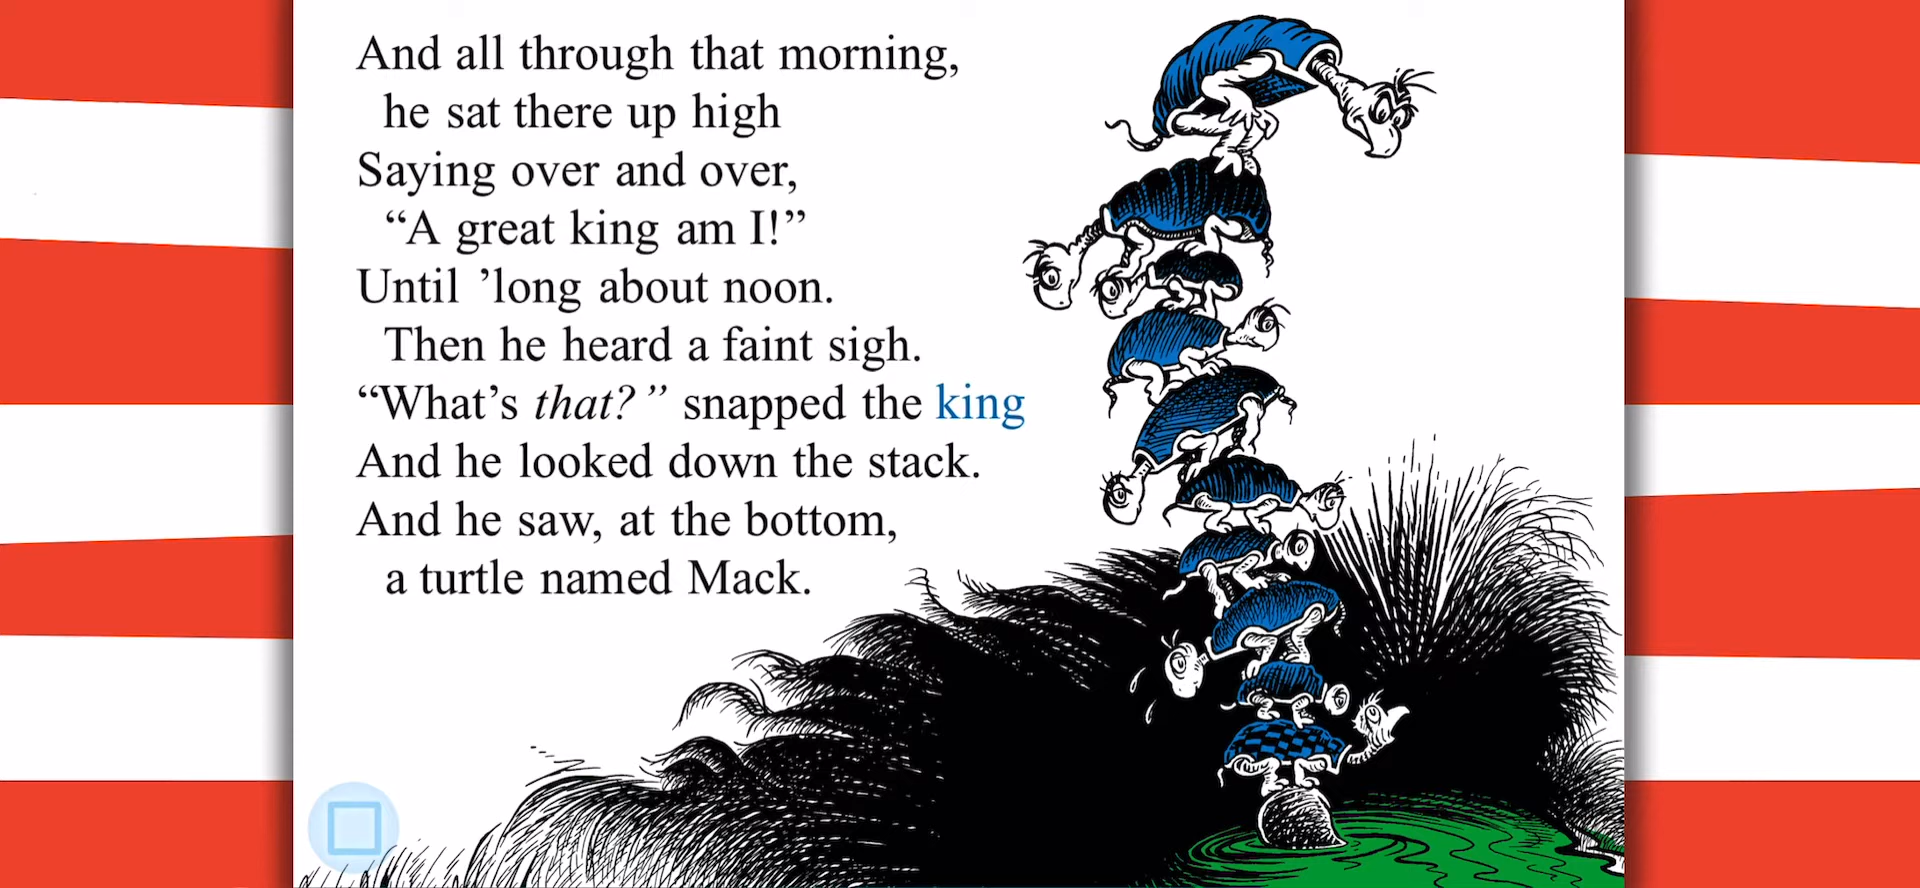 And all through that morning,
he sat there up high
Saying over and over,
“A great king am I!”
Until ’long about noon.
Then he heard a faint sigh.
“What’s that?” snapped the king
And he looked down the stack.
And he saw, at the bottom,
a turtle named Mack.